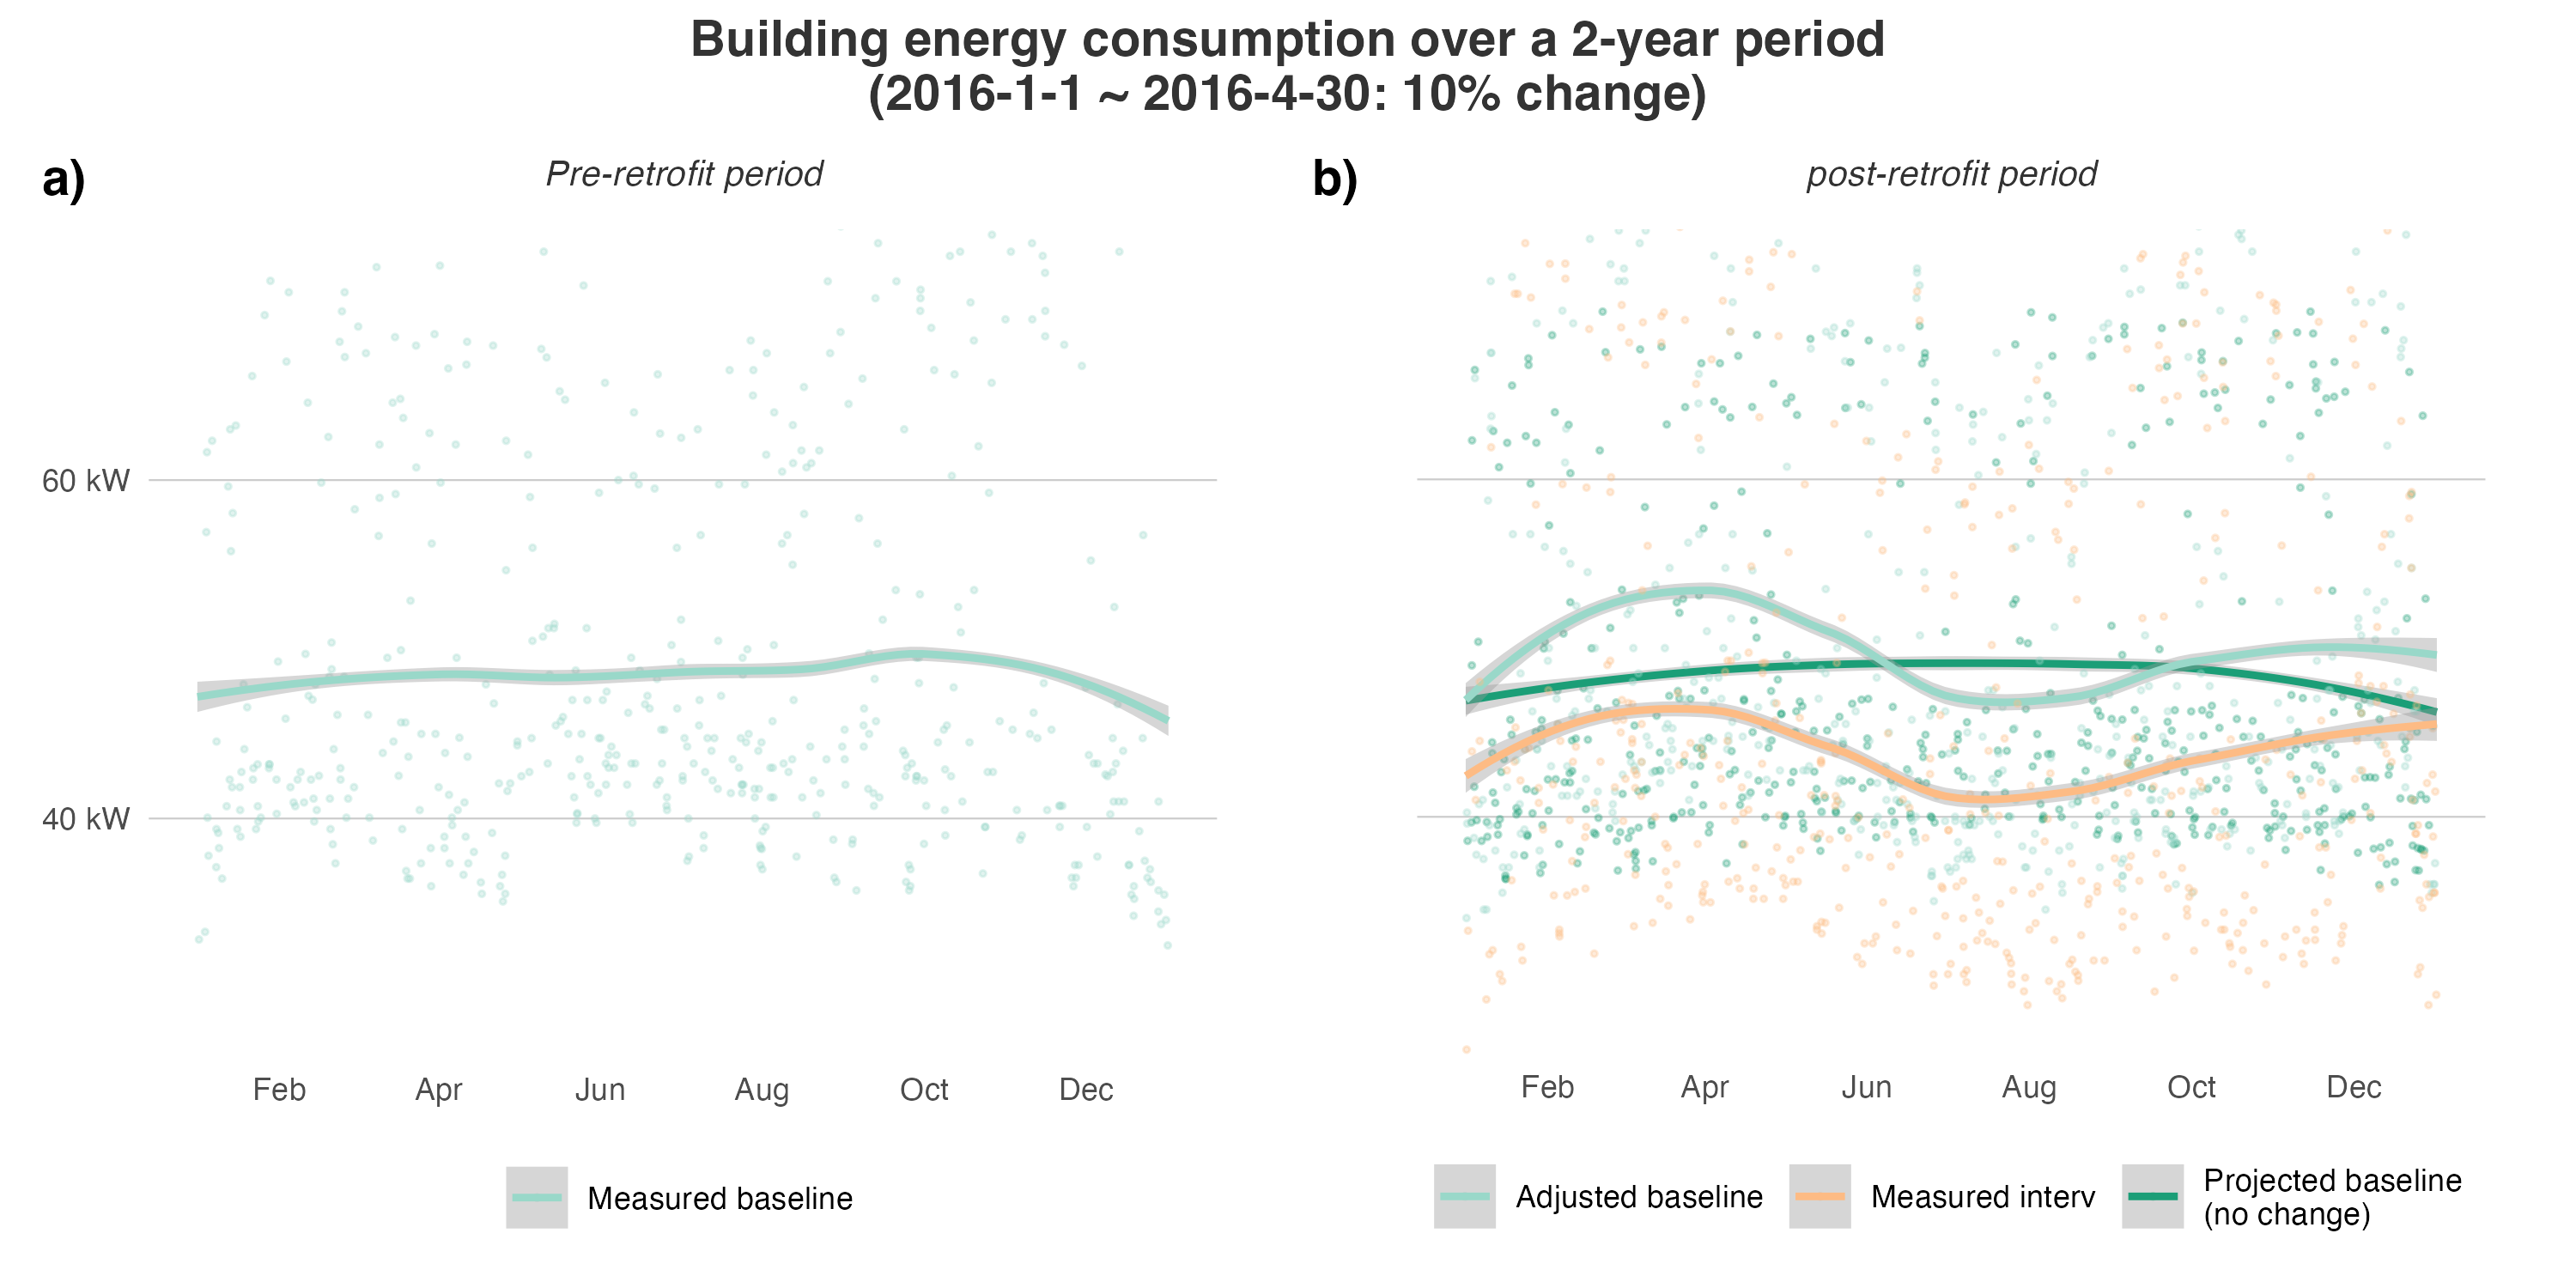 Building energy consumption over a 2-year period
(2016-1-1 ~ 2016-4-30: 10% change)
a)
Pre-retrofit period
60 kW
40 kW
Feb Apr Jun Aug Oct Dec
Measured baseline
b)
post-retrofit period
Feb Apr Jun Aug Oct Dec
Adjusted baseline
Measured interv
Projected baseline
(no change)